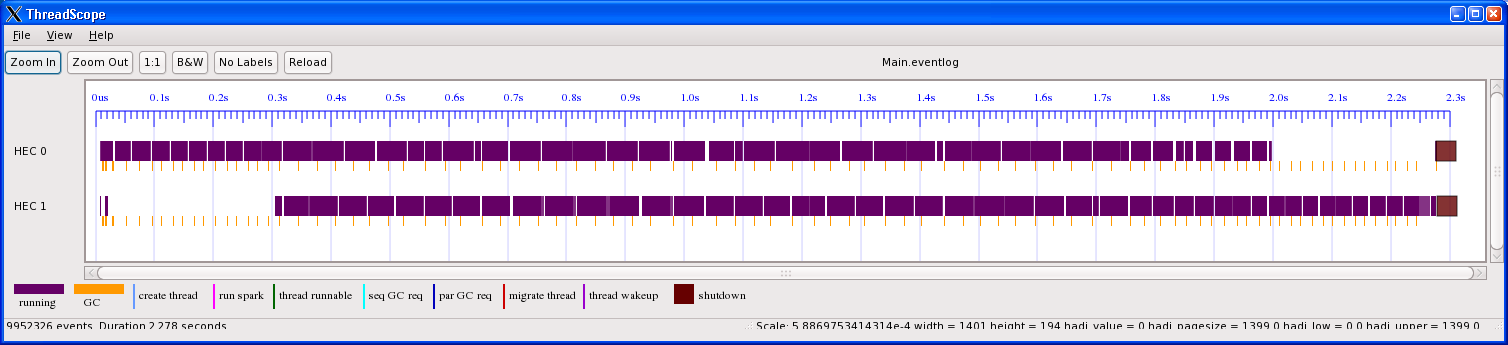 ThreadScope
File View Help
Zoom In Zoom Out 1:1 B&W No Labels Reload Main.eventlog
0us 0.1s 0.2s 0.3s 0.4s 0.5s 0.6s 0.7s 0.8s 0.9s 1.0s 1.1s 1.2s 1.3s 1.4s 1.5s 1.6s 1.7s 1.8s 1.9s 2.0s 2.1s 2.2s 2.3s
HEC 0
HEC 1
running GC create thread run spark thread runnable seq GC req par GC req migrate thread thread wakeup shutdown
9952326 events. Duration 2.278 seconds. Scale: 5.8869753414314e-4 width = 1401 height = 194 hadj_value = 0 hadj_pagesize = 1399.0 hadj_low = 0.0 hadj_upper = 1399.0